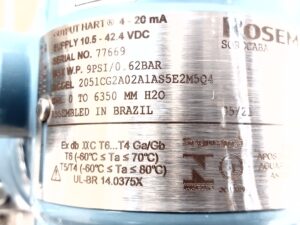 OUTPUT HART® 4 - 20 mA
SUPPLY 10.5 - 42.4 VDC
SERIAL NO. 77669
W.P. 9PSI/0.62BAR
MODEL 2051CG2A02A1AS5E2M5Q4
0 TO 6350 MM H2O
ASSEMBLED IN BRAZIL
ROSEM
SOROCABA
Ex db IIC T6...T4 Ga/Gb
T6 (-60°C ≤ Ta ≤ 70°C)
T5/T4 (-60°C ≤ Ta ≤ 80°C)
UL-BR 14.0375X